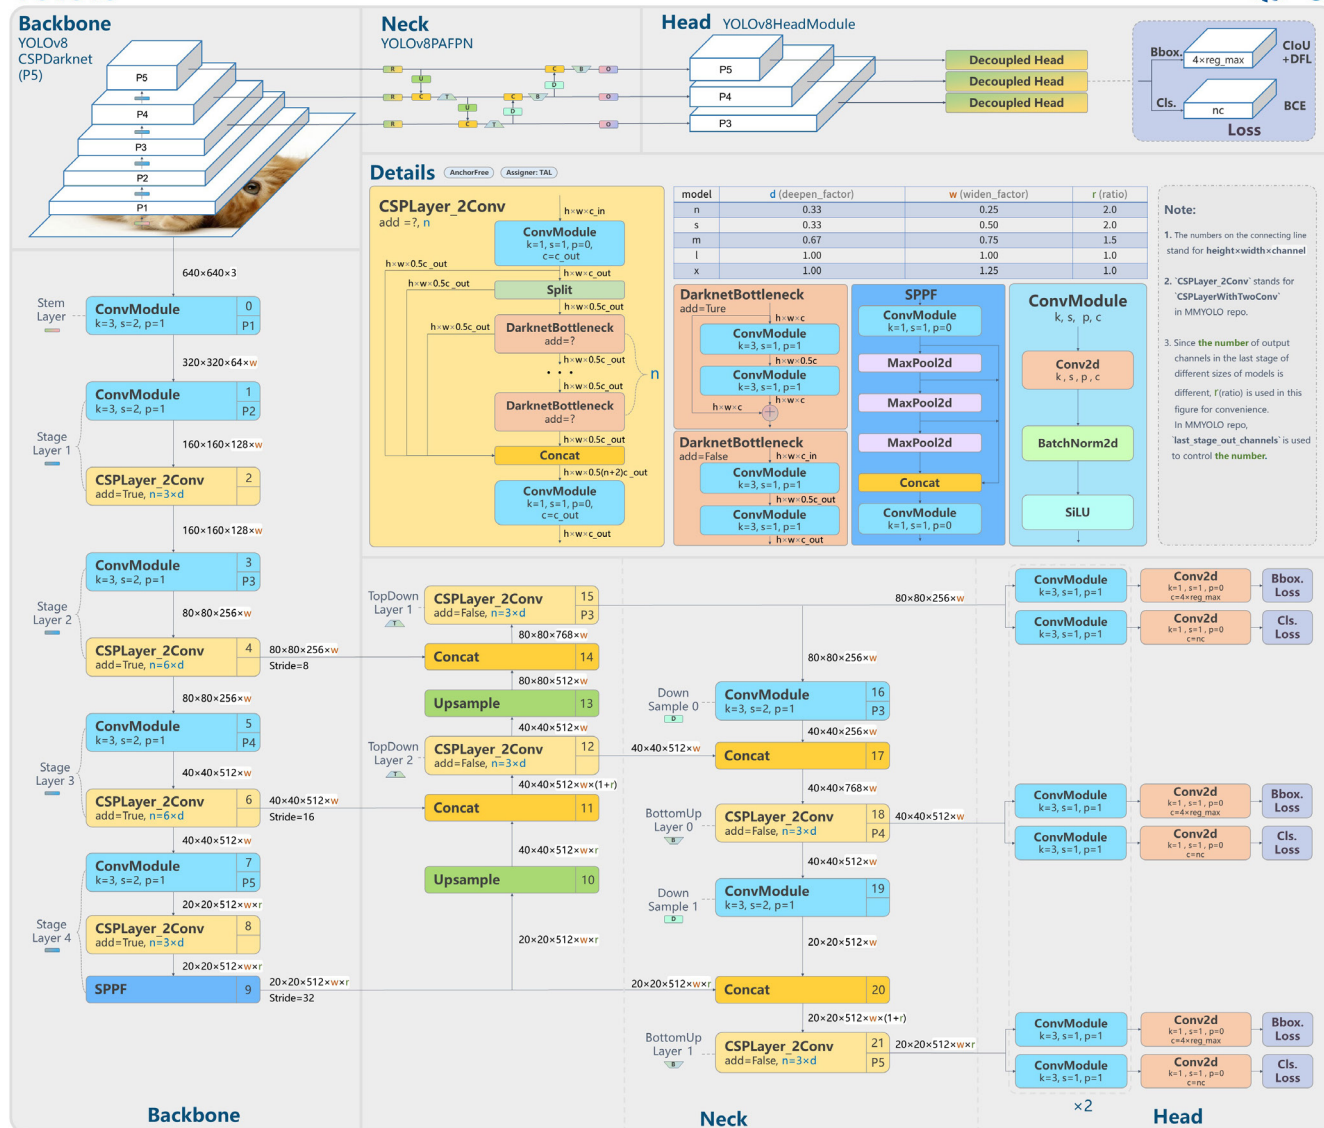 Backbone
YOLOv8
CSPDarknet
(P5)
P5
P4
P3
P2
P1
Neck
YOLOv8PAFPN
R
U
C
B
O
D
R
C
T
C
B
O
U
D
R
C
T
O
Head YOLOv8HeadModule
P5
P4
P3
Decoupled Head
Decoupled Head
Decoupled Head
Bbox.
4×reg_max
CIoU
+DFL
Cls.
nc
BCE
Loss
Details
AnchorFree
Assigner: TAL
CSPLayer_2Conv
add =?, n
h×w×c_in
ConvModule
k=1, s=1, p=0,
c=c_out
h×w×0.5c_out
h×w×c_out
h×w×0.5c_out
Split
h×w×0.5c_out
h×w×0.5c_out
DarknetBottleneck
add=?
h×w×0.5c_out
• • •
n
h×w×0.5c_out
DarknetBottleneck
add=?
h×w×0.5c_out
Concat
h×w×0.5(n+2)c_out
ConvModule
k=1, s=1, p=0,
c=c_out
h×w×c_out
model d (deepen_factor) w (widen_factor) r (ratio)
n 0.33 0.25 2.0
s 0.33 0.50 2.0
m 0.67 0.75 1.5
l 1.00 1.00 1.0
x 1.00 1.25 1.0
DarknetBottleneck
add=Ture
h×w×c
ConvModule
k=3, s=1, p=1
h×w×0.5c
ConvModule
k=3, s=1, p=1
h×w×c
h×w×c
+
DarknetBottleneck
add=False
h×w×c_in
ConvModule
k=3, s=1, p=1
h×w×0.5c_out
ConvModule
k=3, s=1, p=1
h×w×c_out
SPPF
ConvModule
k=1, s=1, p=0
MaxPool2d
MaxPool2d
MaxPool2d
Concat
ConvModule
k=1, s=1, p=0
ConvModule
k, s, p, c
Conv2d
k, s, p, c
BatchNorm2d
SiLU
Note:
1. The numbers on the connecting line
stand for height×width×channel
2. `CSPLayer_2Conv` stands for
`CSPLayerWithTwoConv`
in MMYOLO repo.
3. Since the number of output
channels in the last stage of
different sizes of models is
different, r(ratio) is used in this
figure for convenience.
In MMYOLO repo,
`last_stage_out_channels` is used
to control the number.
640×640×3
Stem
Layer
ConvModule
k=3, s=2, p=1
0
P1
320×320×64×w
Stage
Layer 1
ConvModule
k=3, s=2, p=1
1
P2
160×160×128×w
CSPLayer_2Conv
add=True, n=3×d
2
160×160×128×w
Stage
Layer 2
ConvModule
k=3, s=2, p=1
3
P3
80×80×256×w
CSPLayer_2Conv
add=True, n=6×d
4
80×80×256×w
Stride=8
80×80×256×w
Stage
Layer 3
ConvModule
k=3, s=2, p=1
5
P4
40×40×512×w
CSPLayer_2Conv
add=True, n=6×d
6
40×40×512×w
Stride=16
40×40×512×w
Stage
Layer 4
ConvModule
k=3, s=2, p=1
7
P5
20×20×512×w×r
CSPLayer_2Conv
add=True, n=3×d
8
20×20×512×w×r
SPPF
9
20×20×512×w×r
Stride=32
Backbone
TopDown
Layer 1
T
CSPLayer_2Conv
add=False, n=3×d
15
P3
80×80×768×w
Concat
14
80×80×512×w
Upsample
13
40×40×512×w
TopDown
Layer 2
T
CSPLayer_2Conv
add=False, n=3×d
12
40×40×512×w
40×40×512×w×(1+r)
Concat
11
40×40×512×w×r
Upsample
10
20×20×512×w×r
80×80×256×w
80×80×256×w
Down
Sample 0
D
ConvModule
k=3, s=2, p=1
16
P3
40×40×256×w
Concat
17
40×40×768×w
BottomUp
Layer 0
B
CSPLayer_2Conv
add=False, n=3×d
18
P4
40×40×512×w
40×40×512×w
Down
Sample 1
D
ConvModule
k=3, s=2, p=1
19
20×20×512×w
20×20×512×w×r
Concat
20
20×20×512×w×(1+r)
BottomUp
Layer 1
B
CSPLayer_2Conv
add=False, n=3×d
21
P5
20×20×512×w×r
Neck
ConvModule
k=3, s=1, p=1
Conv2d
k=1, s=1, p=0
c=4×reg_max
Bbox.
Loss
ConvModule
k=3, s=1, p=1
Conv2d
k=1, s=1, p=0
c=nc
Cls.
Loss
ConvModule
k=3, s=1, p=1
Conv2d
k=1, s=1, p=0
c=4×reg_max
Bbox.
Loss
ConvModule
k=3, s=1, p=1
Conv2d
k=1, s=1, p=0
c=nc
Cls.
Loss
ConvModule
k=3, s=1, p=1
Conv2d
k=1, s=1, p=0
c=4×reg_max
Bbox.
Loss
ConvModule
k=3, s=1, p=1
Conv2d
k=1, s=1, p=0
c=nc
Cls.
Loss
×2
Head